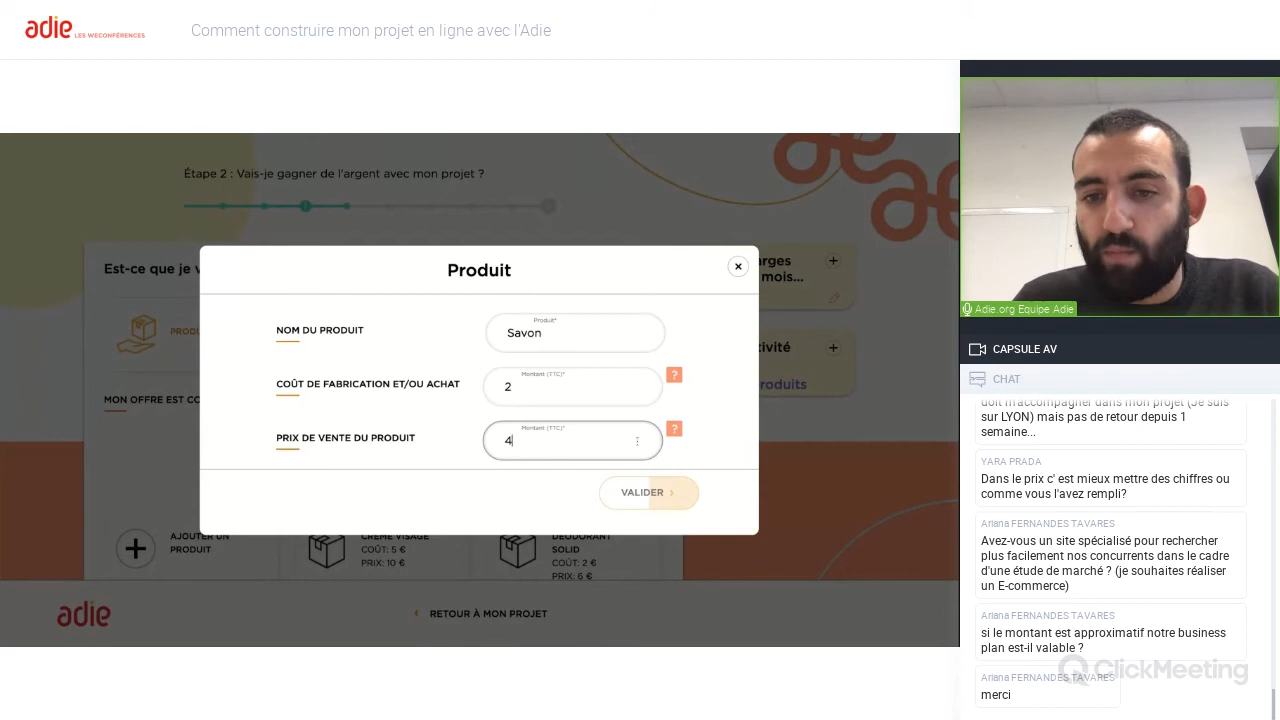 adie LES WECONFÉRENCES
Comment construire mon projet en ligne avec l'Adie
Étape 2 : Vais-je gagner de l'argent avec mon projet ?
Est-ce que je v
arges
mois...
PRODU
tivité
roduits
MON OFFRE EST CO
Produit
NOM DU PRODUIT
Produit*
Savon
COÛT DE FABRICATION ET/OU ACHAT
Montant (TTC)*
2
?
PRIX DE VENTE DU PRODUIT
Montant (TTC)*
4
?
VALIDER
AJOUTER UN
PRODUIT
CRÈME VISAGE
COÛT: 5 €
PRIX: 10 €
DÉODORANT
SOLID
COÛT: 2 €
PRIX: 6 €
adie
RETOUR À MON PROJET
Adie.org Equipe Adie
CAPSULE AV
CHAT
doit m'accompagner dans mon projet (Je suis
sur LYON) mais pas de retour depuis 1
semaine...
YARA PRADA
Dans le prix c' est mieux mettre des chiffres ou
comme vous l'avez rempli?
Ariana FERNANDES TAVARES
Avez-vous un site spécialisé pour rechercher
plus facilement nos concurrents dans le cadre
d'une étude de marché ? (je souhaites réaliser
un E-commerce)
Ariana FERNANDES TAVARES
si le montant est approximatif notre business
plan est-il valable ?
Ariana FERNANDES TAVARES
merci
ClickMeeting